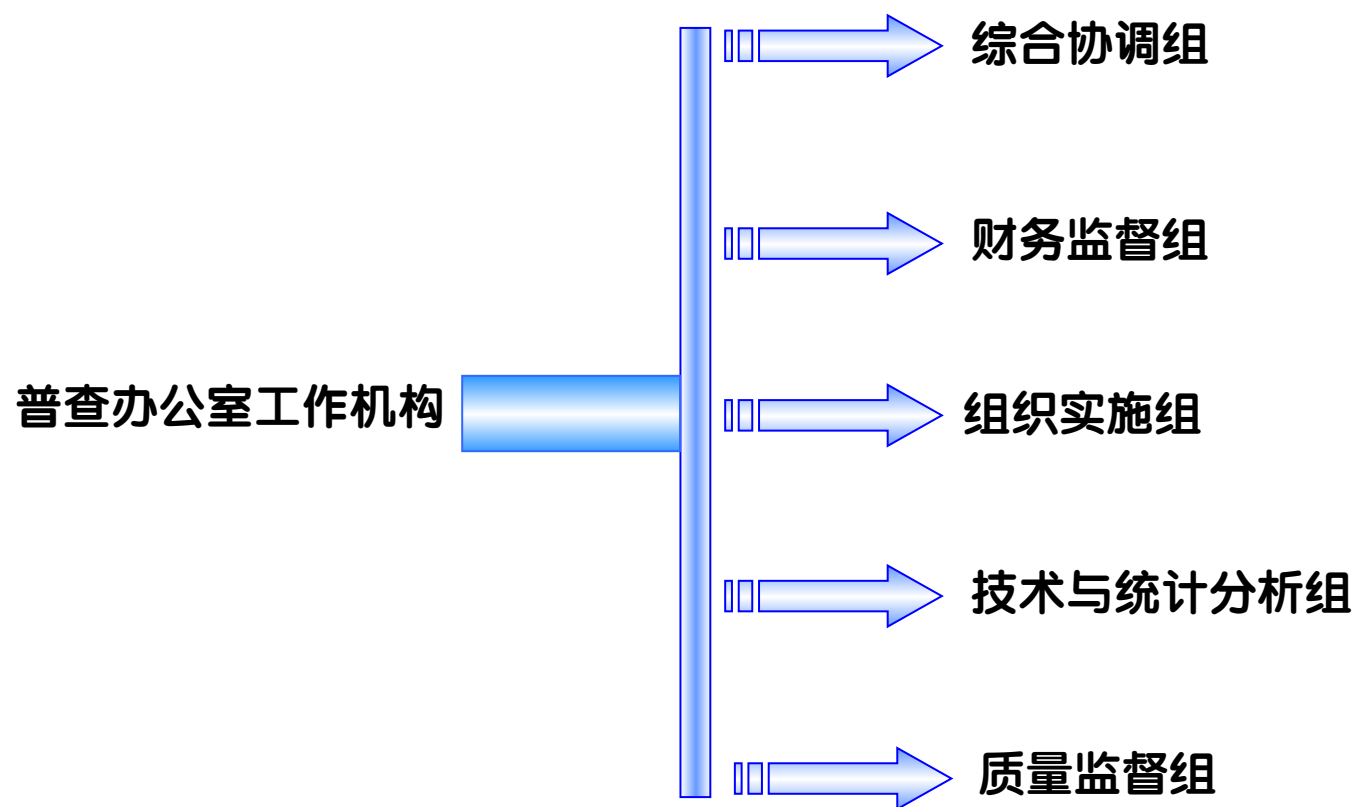 综合协调组
财务监督组
普查办公室工作机构
组织实施组
技术与统计分析组
质量监督组